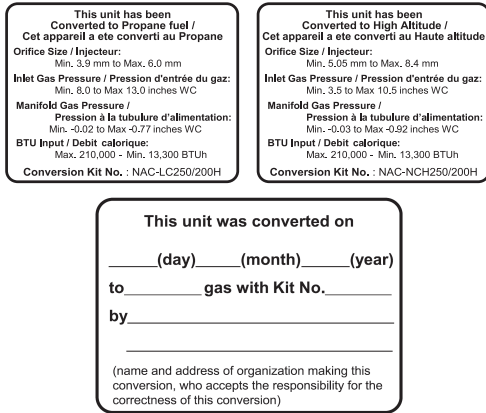 This unit has been
Converted to Propane fuel /
Cet appareil a ete converti au Propane
Orifice Size / Injecteur:
Min. 3.9 mm to Max. 6.0 mm
Inlet Gas Pressure / Pression d'entrée du gaz:
Min. 8.0 to Max 13.0 inches WC
Manifold Gas Pressure /
Pression à la tubulure d'alimentation:
Min. -0.02 to Max -0.77 inches WC
BTU Input / Debit calorique:
Max. 210,000 - Min. 13,300 BTUh
Conversion Kit No. : NAC-LC250/200H
This unit has been
Converted to High Altitude /
Cet appareil a ete converti au Haute altitude
Orifice Size / Injecteur:
Min. 5.05 mm to Max. 8.4 mm
Inlet Gas Pressure / Pression d'entrée du gaz:
Min. 3.5 to Max 10.5 inches WC
Manifold Gas Pressure /
Pression à la tubulure d'alimentation:
Min. -0.03 to Max -0.92 inches WC
BTU Input / Debit calorique:
Max. 210,000 - Min. 13,300 BTUh
Conversion Kit No. : NAC-NCH250/200H
This unit was converted on
_____(day)_____(month)_____(year)
to_________gas with Kit No._________
by_______________________________
_______________________________
(name and address of organization making this
conversion, who accepts the responsibility for the
correctness of this conversion)